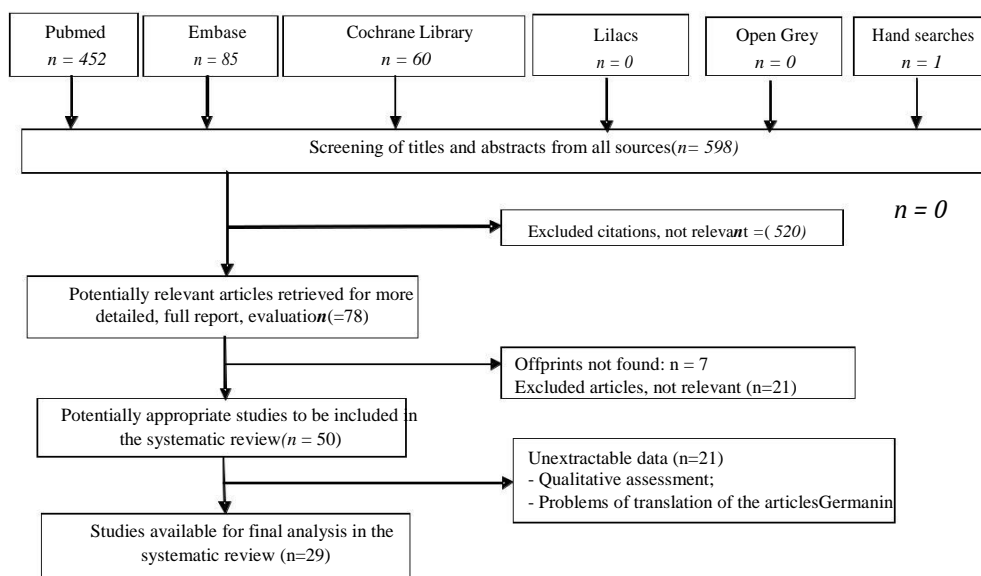 Pubmed
n = 452
Embase
n = 85
Cochrane Library
n = 60
Lilacs
n = 0
Open Grey
n = 0
Hand searches
n = 1
Screening of titles and abstracts from all sources(n= 598)
n = 0
Excluded citations, not relevant =( 520)
Potentially relevant articles retrieved for more
detailed, full report, evaluationn(=78)
Offprints not found: n = 7
Excluded articles, not relevant (n=21)
Potentially appropriate studies to be included in
the systematic review(n = 50)
Unextractable data (n=21)
- Qualitative assessment;
- Problems of translation of the articlesGermanin
Studies available for final analysis in the
systematic review (n=29)